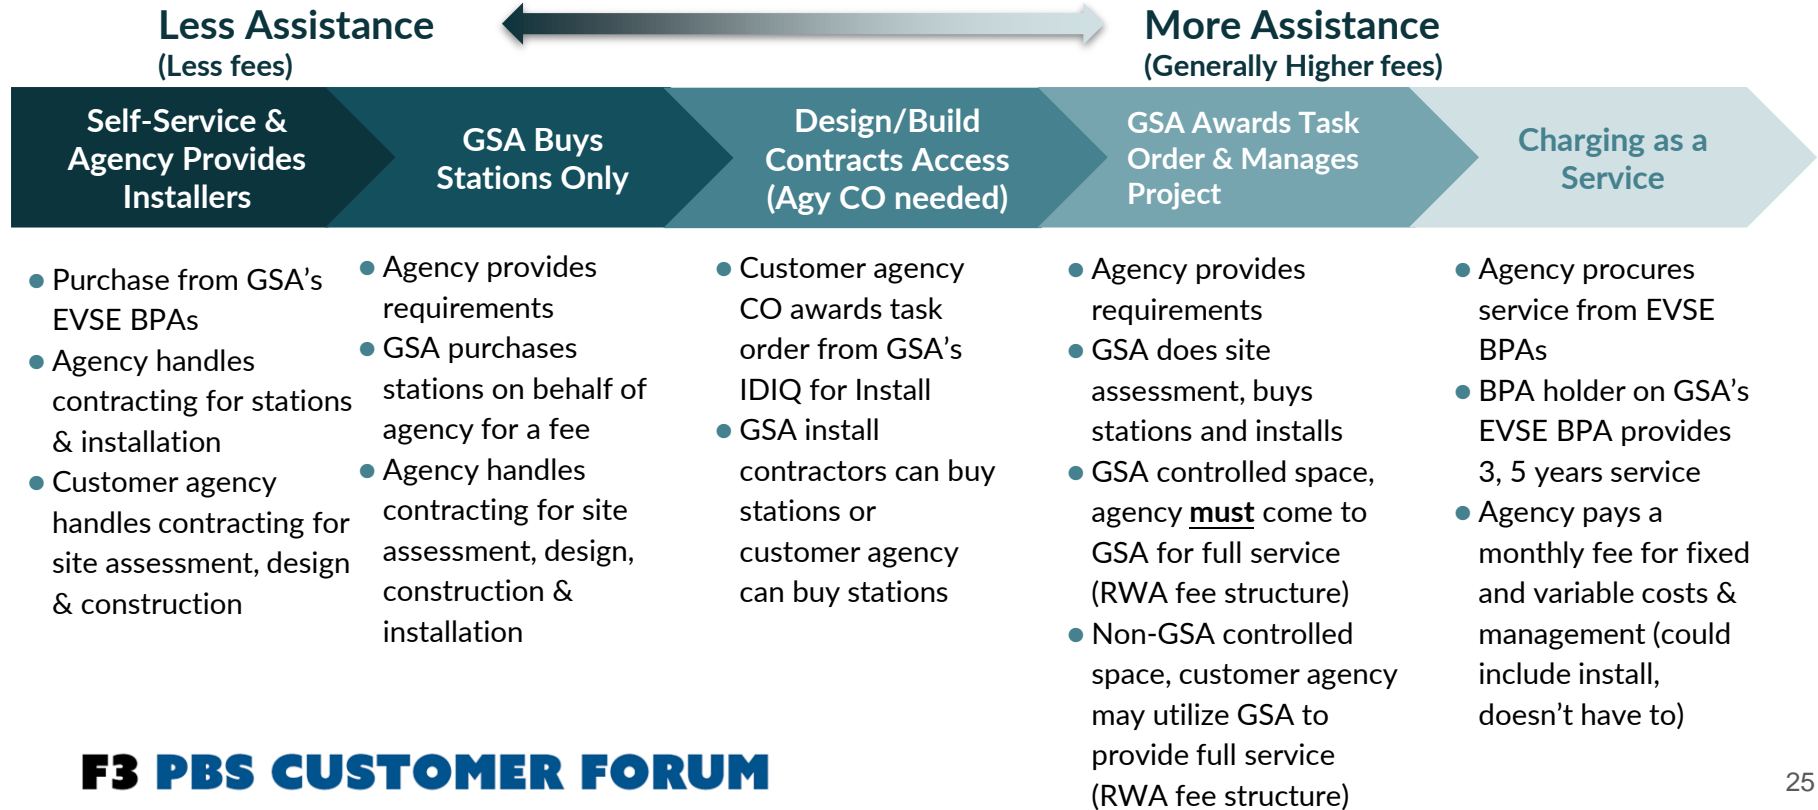 Less Assistance
(Less fees)
More Assistance
(Generally Higher fees)
Self-Service &
Agency Provides
Installers
GSA Buys
Stations Only
Design/Build
Contracts Access
(Agy CO needed)
GSA Awards Task
Order & Manages
Project
Charging as a
Service
● Purchase from GSA’s
EVSE BPAs
● Agency handles
contracting for stations
& installation
● Customer agency
handles contracting for
site assessment, design
& construction
● Agency provides
requirements
● GSA purchases
stations on behalf of
agency for a fee
● Agency handles
contracting for site
assessment, design,
construction &
installation
● Customer agency
CO awards task
order from GSA’s
IDIQ for Install
● GSA install
contractors can buy
stations or
customer agency
can buy stations
● Agency provides
requirements
● GSA does site
assessment, buys
stations and installs
● GSA controlled space,
agency must come to
GSA for full service
(RWA fee structure)
● Non-GSA controlled
space, customer agency
may utilize GSA to
provide full service
(RWA fee structure)
● Agency procures
service from EVSE
BPAs
● BPA holder on GSA’s
EVSE BPA provides
3, 5 years service
● Agency pays a
monthly fee for fixed
and variable costs &
management (could
include install,
doesn’t have to)
F3 PBS CUSTOMER FORUM
25